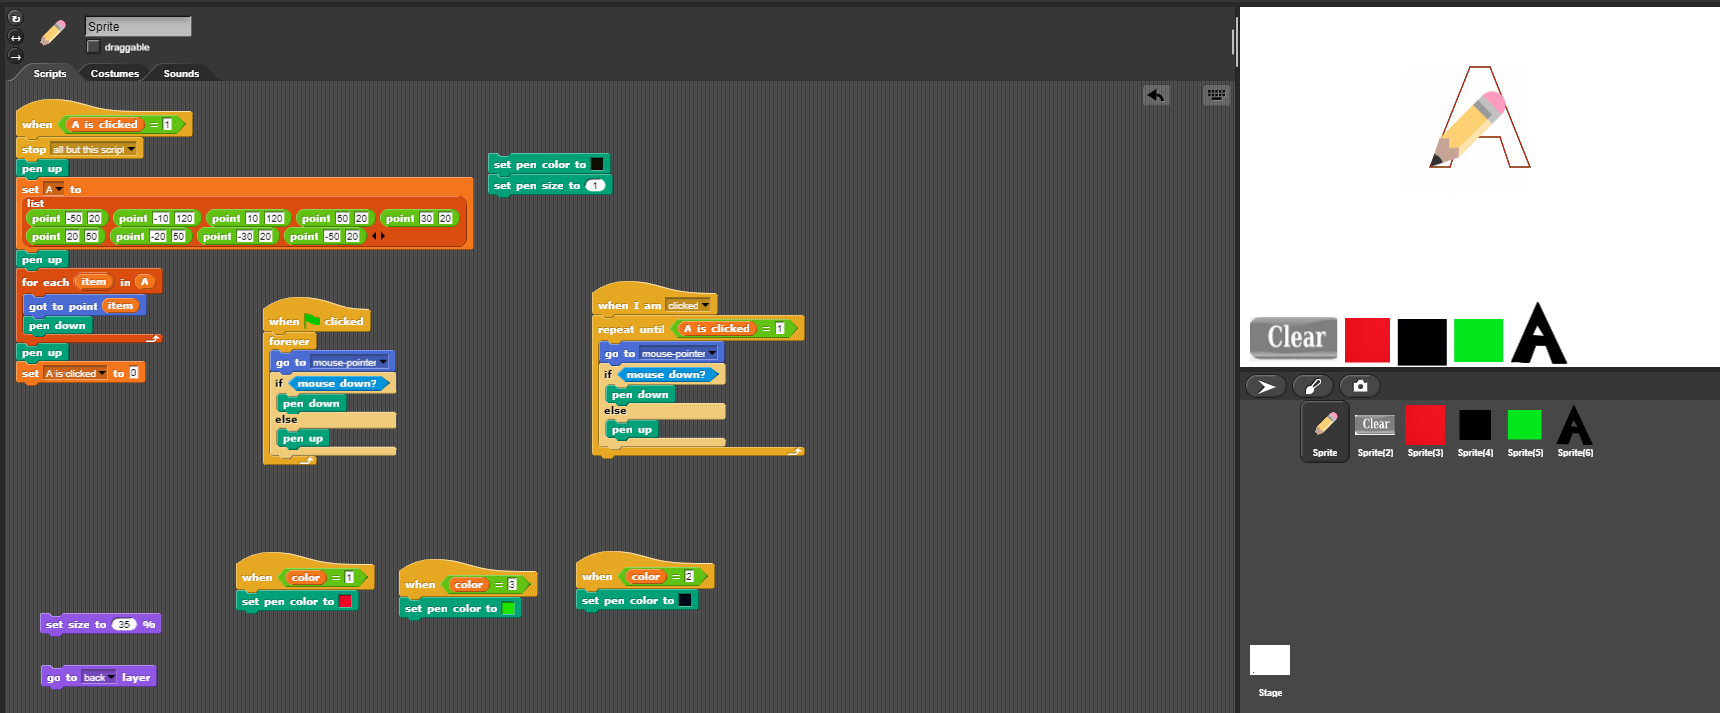 Sprite
draggable
Scripts
Costumes
Sounds
when A is clicked = 1
stop all but this script
pen up
set A to
list
point -50 20 point -10 120 point 10 120 point 50 20 point 30 20
point 20 50 point -20 50 point -30 20 point -50 20
pen up
for each item in A
got to point item
pen down
pen up
set A is clicked to 0
set pen color to
set pen size to 1
when clicked
forever
go to mouse-pointer
if mouse down?
pen down
else
pen up
when I am clicked
repeat until A is clicked = 1
go to mouse-pointer
if mouse down?
pen down
else
pen up
when color = 1
set pen color to
when color = 3
set pen color to
when color = 2
set pen color to
set size to 35 %
go to back layer
A
Clear
A
Clear
A
Sprite
Sprite(2)
Sprite(3)
Sprite(4)
Sprite(5)
Sprite(6)
Stage